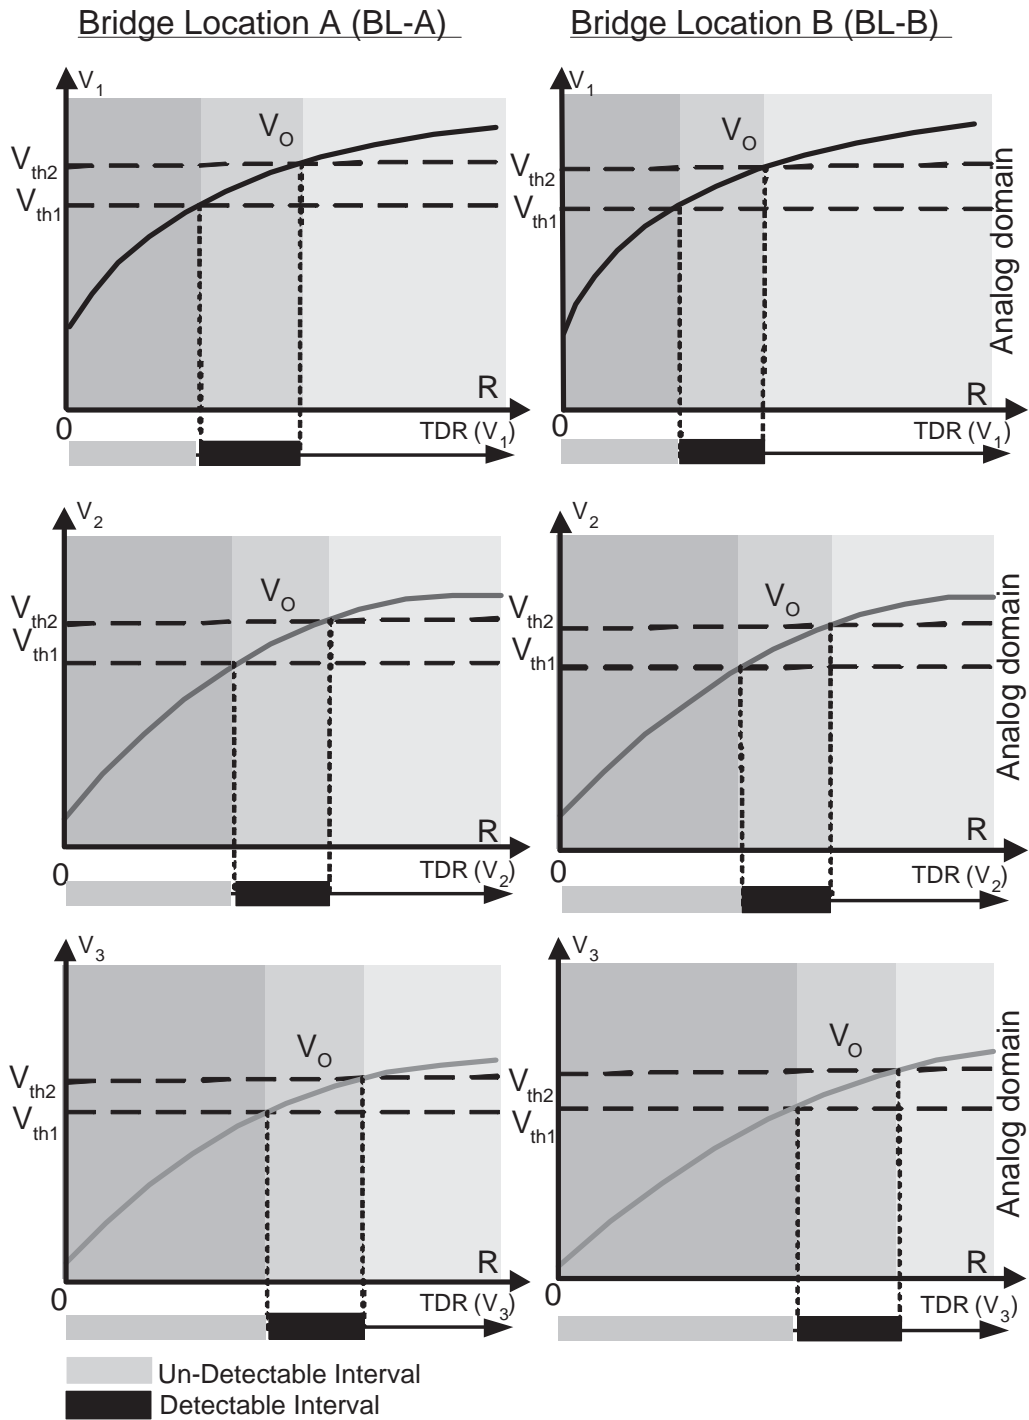 Bridge Location A (BL-A)
Bridge Location B (BL-B)
V1
VO
Vth2
Vth1
R
0
TDR (V1)
V1
VO
Vth2
Vth1
Analog domain
R
0
TDR (V1)
V2
VO
Vth2
Vth1
R
0
TDR (V2)
V2
VO
Vth2
Vth1
Analog domain
R
0
TDR (V2)
V3
VO
Vth2
Vth1
R
0
TDR (V3)
V3
VO
Vth2
Vth1
Analog domain
R
0
TDR (V3)
Un-Detectable Interval
Detectable Interval